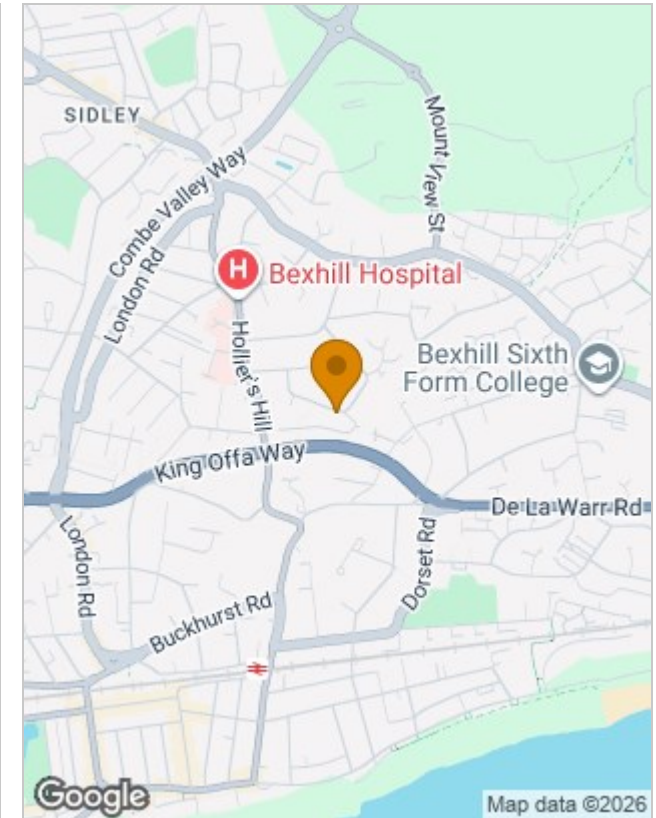 SIDLEY
Combe Valley Way
London Rd
Mount View St
H
Bexhill Hospital
Hollier's Hill
Bexhill Sixth
Form College
King Offa Way
De La Warr Rd
London Rd
Dorset Rd
Buckhurst Rd
Google
Map data ©2026